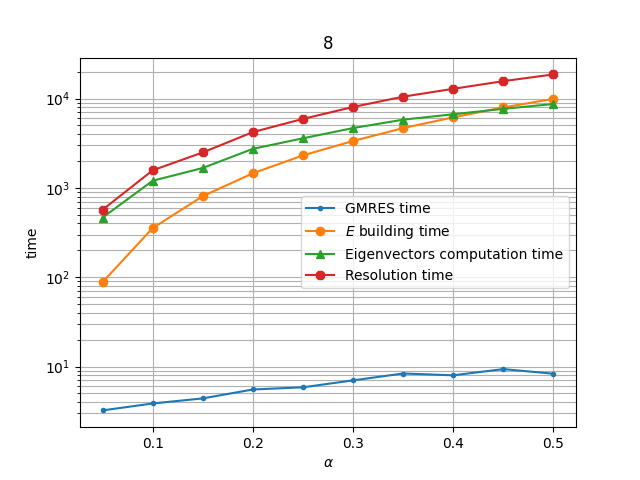 8
time
10^4
10^3
10^2
10^1
GMRES time
E building time
Eigenvectors computation time
Resolution time
0.1 0.2 0.3 0.4 0.5
α